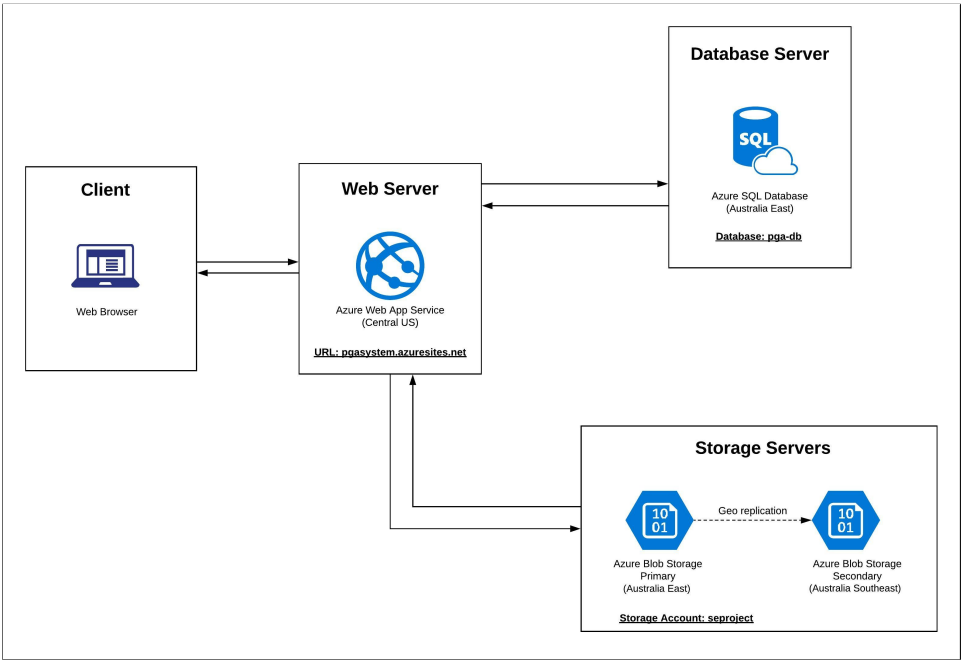 Database Server
SQL
Azure SQL Database
(Australia East)
Database: pga-db
Client
Web Browser
Web Server
Azure Web App Service
(Central US)
URL: pgasystem.azuresites.net
Storage Servers
10
01
Geo replication
10
01
Azure Blob Storage
Primary
(Australia East)
Azure Blob Storage
Secondary
(Australia Southeast)
Storage Account: seproject